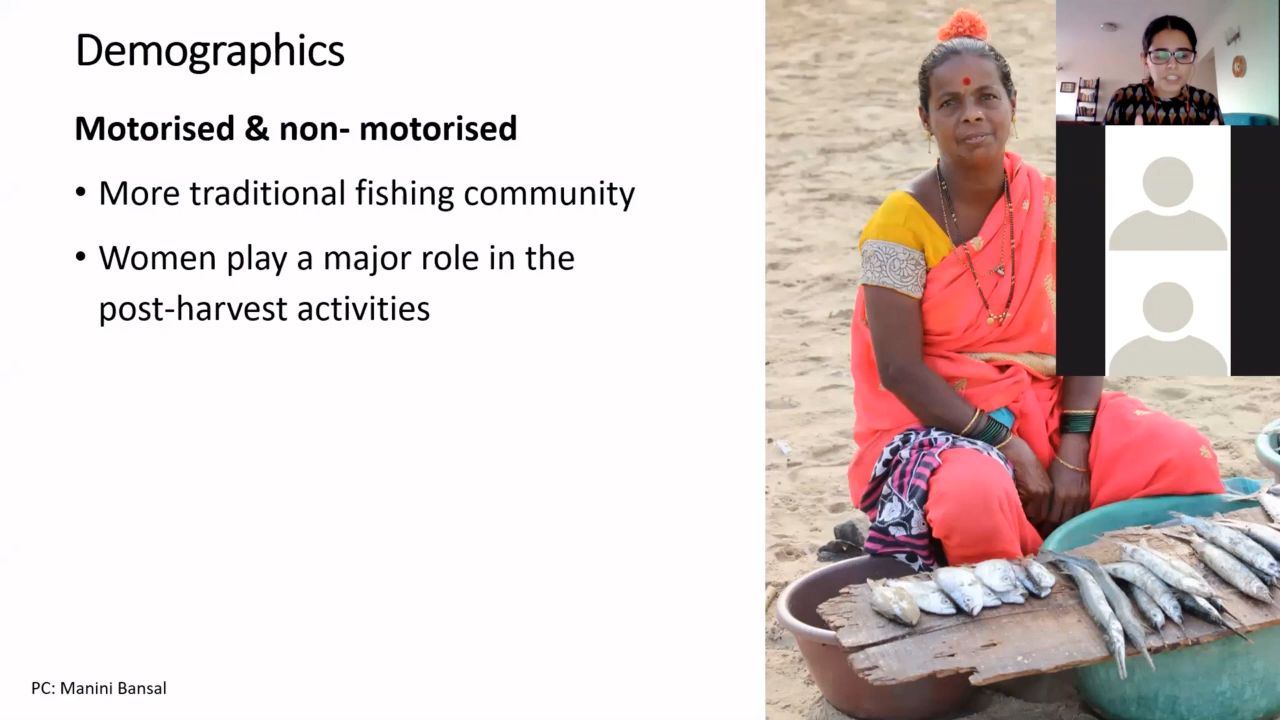 Demographics
Motorised & non- motorised
• More traditional fishing community
• Women play a major role in the
post-harvest activities
PC: Manini Bansal